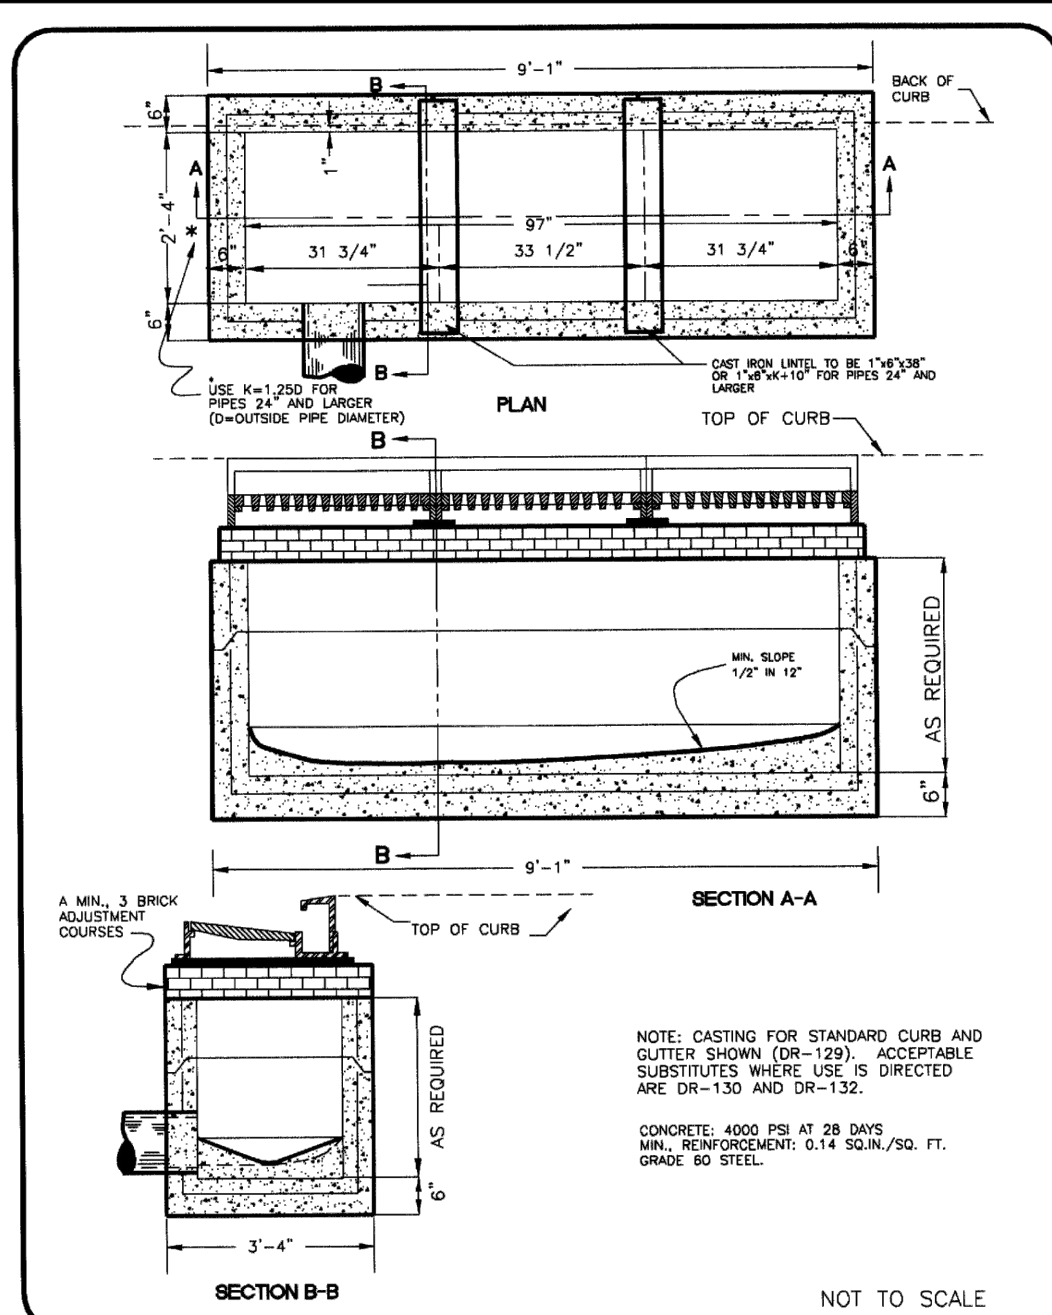 9'-1"
B
BACK OF
CURB
6"
1"
A
A
2'-4"
*
97"
6"
31 3/4"
33 1/2"
31 3/4"
6"
6"
B
*
USE K=1.25D FOR
PIPES 24" AND LARGER
(D=OUTSIDE PIPE DIAMETER)
CAST IRON LINTEL TO BE 1"x6"x38"
OR 1"x6"xK+10" FOR PIPES 24" AND
LARGER
PLAN
TOP OF CURB
B
MIN. SLOPE
1/2" IN 12"
AS REQUIRED
6"
B
9'-1"
SECTION A-A
A MIN., 3 BRICK
ADJUSTMENT
COURSES
TOP OF CURB
AS REQUIRED
6"
3'-4"
SECTION B-B
NOTE: CASTING FOR STANDARD CURB AND
GUTTER SHOWN (DR-129). ACCEPTABLE
SUBSTITUTES WHERE USE IS DIRECTED
ARE DR-130 AND DR-132.
CONCRETE: 4000 PSI AT 28 DAYS
MIN., REINFORCEMENT: 0.14 SQ.IN./SQ. FT.
GRADE 60 STEEL.
NOT TO SCALE